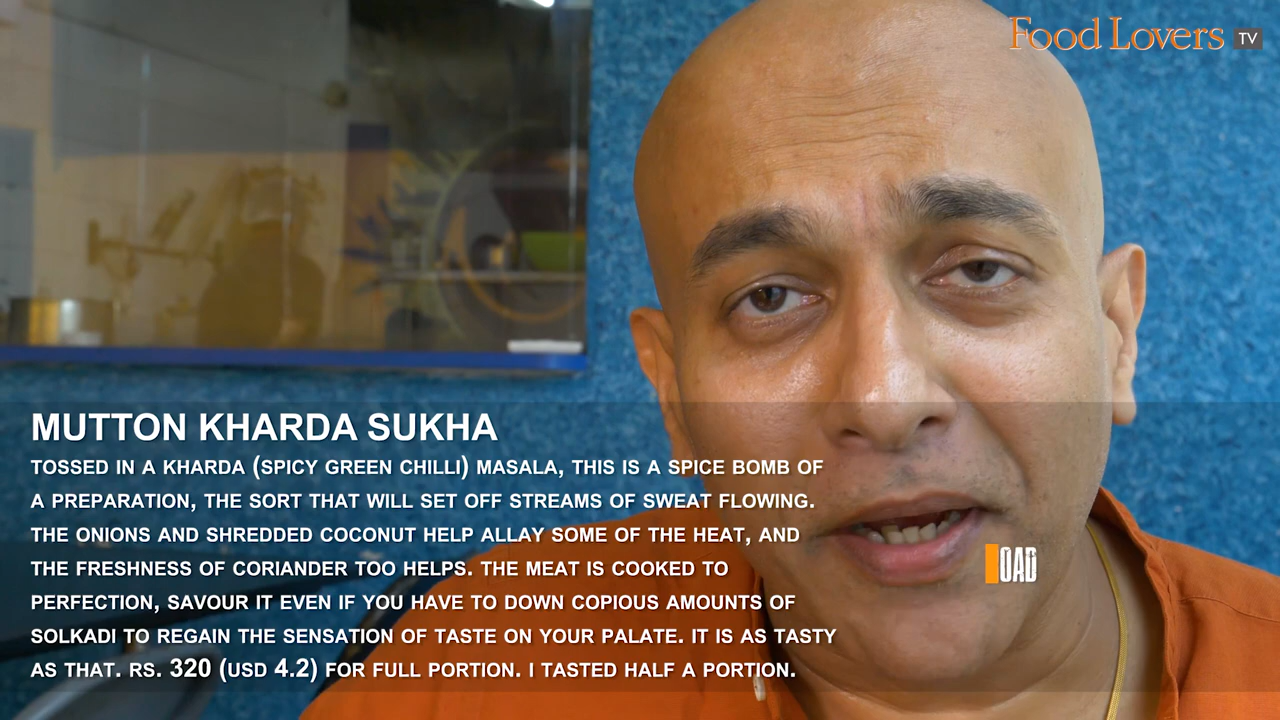 Food Lovers TV
MUTTON KHARDA SUKHA
TOSSED IN A KHARDA (SPICY GREEN CHILLI) MASALA, THIS IS A SPICE BOMB OF
A PREPARATION, THE SORT THAT WILL SET OFF STREAMS OF SWEAT FLOWING.
THE ONIONS AND SHREDDED COCONUT HELP ALLAY SOME OF THE HEAT, AND
THE FRESHNESS OF CORIANDER TOO HELPS. THE MEAT IS COOKED TO
PERFECTION, SAVOUR IT EVEN IF YOU HAVE TO DOWN COPIOUS AMOUNTS OF
SOLKADI TO REGAIN THE SENSATION OF TASTE ON YOUR PALATE. IT IS AS TASTY
AS THAT. RS. 320 (USD 4.2) FOR FULL PORTION. I TASTED HALF A PORTION.
OAD